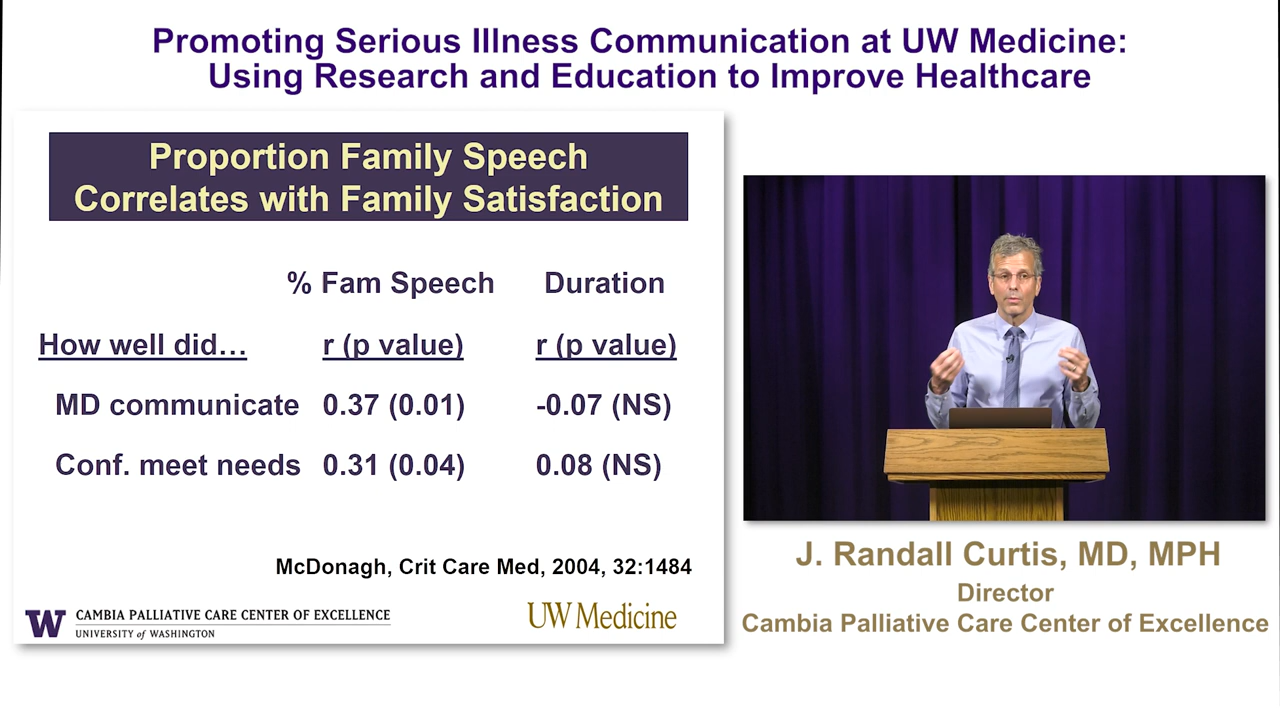 Promoting Serious Illness Communication at UW Medicine:
Using Research and Education to Improve Healthcare
Proportion Family Speech
Correlates with Family Satisfaction
% Fam Speech Duration
How well did… r (p value) r (p value)
MD communicate 0.37 (0.01) -0.07 (NS)
Conf. meet needs 0.31 (0.04) 0.08 (NS)
McDonagh, Crit Care Med, 2004, 32:1484
W CAMBIA PALLIATIVE CARE CENTER OF EXCELLENCE
UNIVERSITY of WASHINGTON
UW Medicine
J. Randall Curtis, MD, MPH
Director
Cambia Palliative Care Center of Excellence